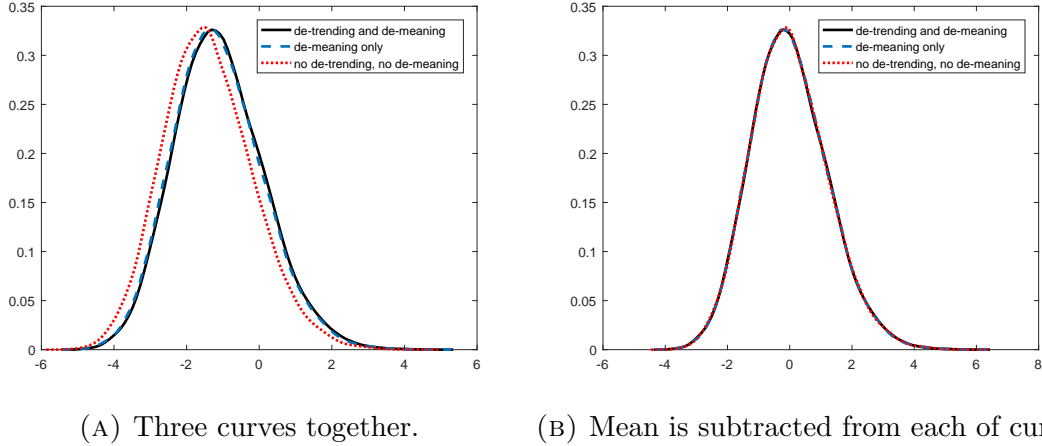 0.35
0.3
0.25
0.2
0.15
0.1
0.05
0
-6 -4 -2 0 2 4 6
de-trending and de-meaning
de-meaning only
no de-trending, no de-meaning
(A) Three curves together.
0.35
0.3
0.25
0.2
0.15
0.1
0.05
0
-6 -4 -2 0 2 4 6 8
de-trending and de-meaning
de-meaning only
no de-trending, no de-meaning
(B) Mean is subtracted from each of cur